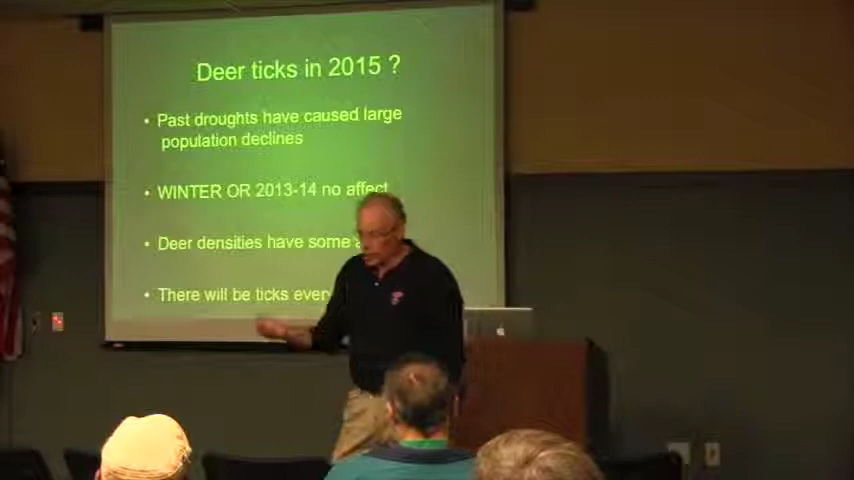 Deer ticks in 2015 ?
• Past droughts have caused large
population declines
• WINTER OR 2013-14 no affect
• Deer densities have some
• There will be ticks